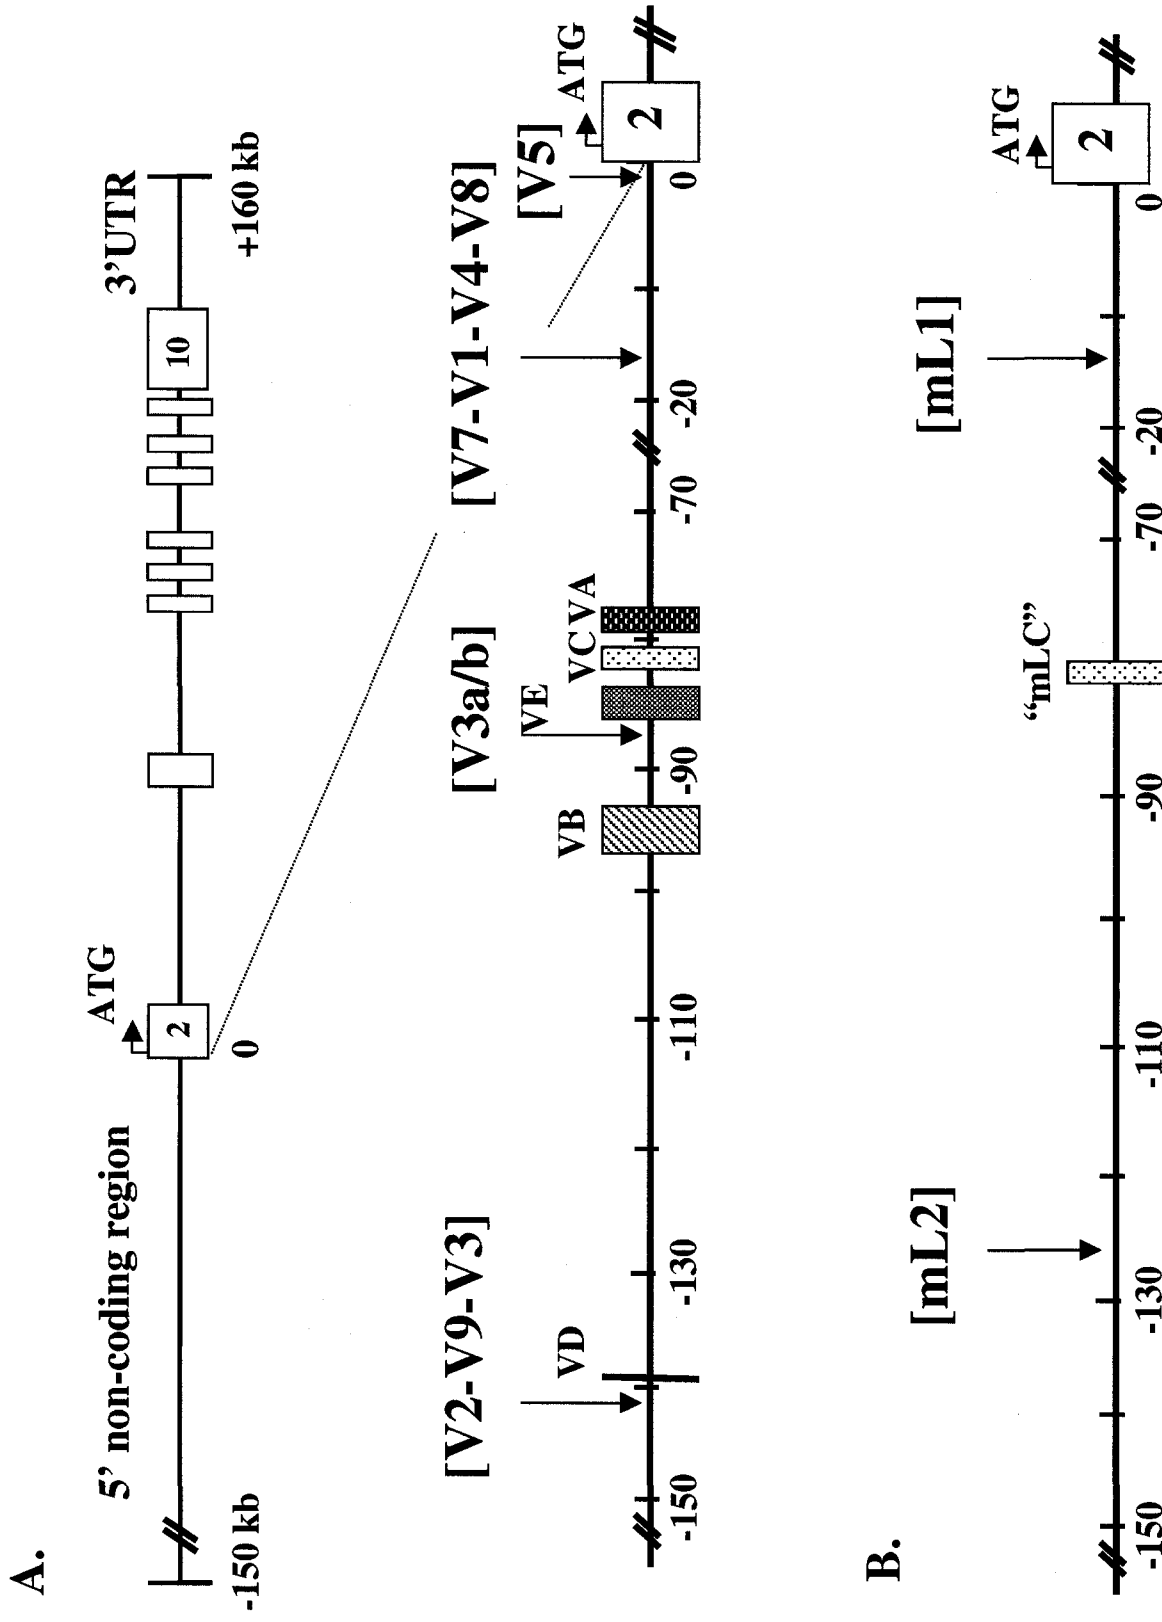 A.
5’ non-coding region
ATG
3’UTR
2
10
-150 kb
0
+160 kb
[V2-V9-V3]
[V3a/b]
[V7-V1-V4-V8]
[V5]
VD
VB
VE
VC VA
ATG
2
-150
-130
-110
-90
-70
-20
0
B.
[mL2]
[mL1]
“mLC”
ATG
2
-150
-130
-110
-90
-70
-20
0